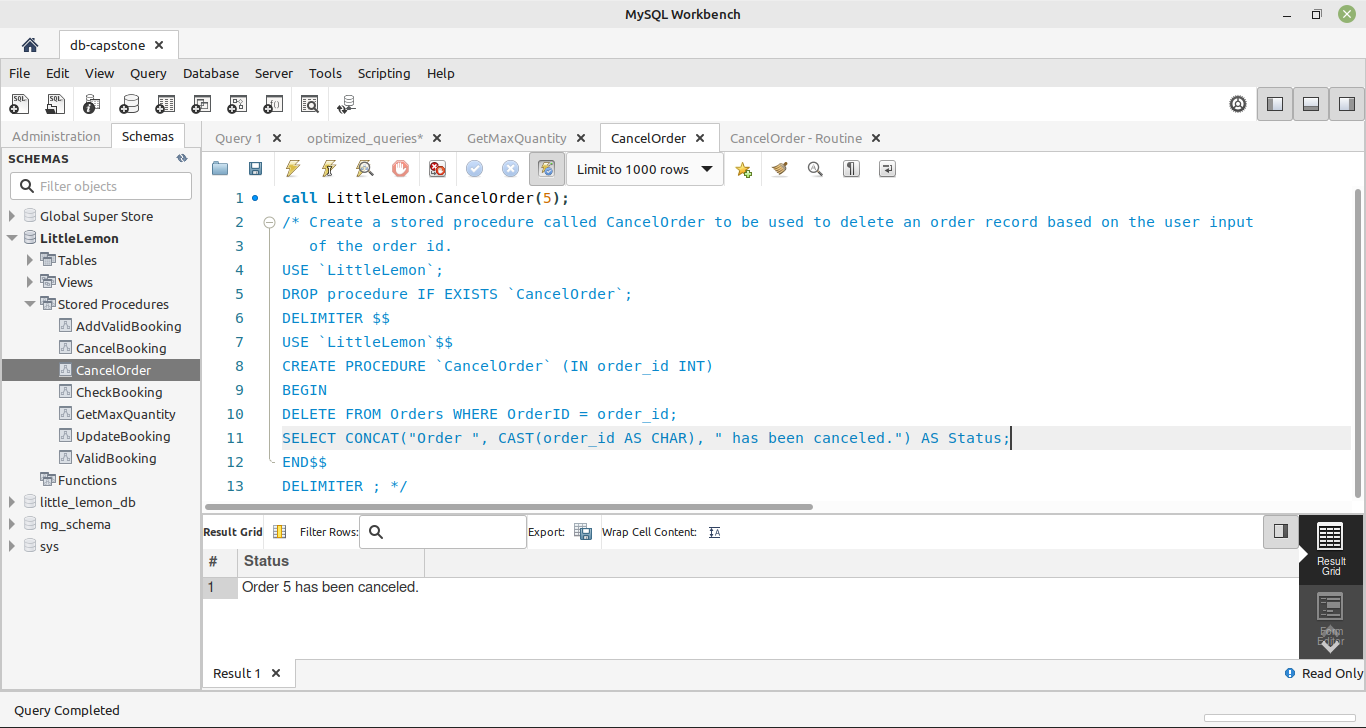 MySQL Workbench
db-capstone
File Edit View Query Database Server Tools Scripting Help
Administration Schemas
SCHEMAS
Filter objects
Global Super Store
LittleLemon
Tables
Views
Stored Procedures
AddValidBooking
CancelBooking
CancelOrder
CheckBooking
GetMaxQuantity
UpdateBooking
ValidBooking
Functions
little_lemon_db
mg_schema
sys
Query 1 optimized_queries* GetMaxQuantity CancelOrder CancelOrder - Routine
Limit to 1000 rows
1 call LittleLemon.CancelOrder(5);
2 /* Create a stored procedure called CancelOrder to be used to delete an order record based on the user input
3 of the order id.
4 USE `LittleLemon`;
5 DROP procedure IF EXISTS `CancelOrder`;
6 DELIMITER $$
7 USE `LittleLemon`$$
8 CREATE PROCEDURE `CancelOrder` (IN order_id INT)
9 BEGIN
10 DELETE FROM Orders WHERE OrderID = order_id;
11 SELECT CONCAT("Order ", CAST(order_id AS CHAR), " has been canceled.") AS Status;
12 END$$
13 DELIMITER ; */
Result Grid Filter Rows: Export: Wrap Cell Content:
# Status
1 Order 5 has been canceled.
Result
Grid
Form
Editor
Result 1
Read Only
Query Completed